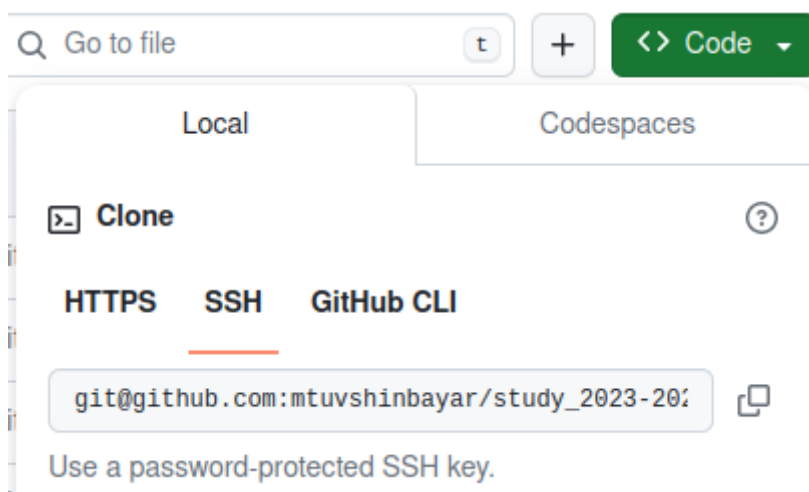 Go to file t + <> Code
Local Codespaces
Clone ?
HTTPS SSH GitHub CLI
git@github.com:mtuvshinbayar/study_2023-202
Use a password-protected SSH key.